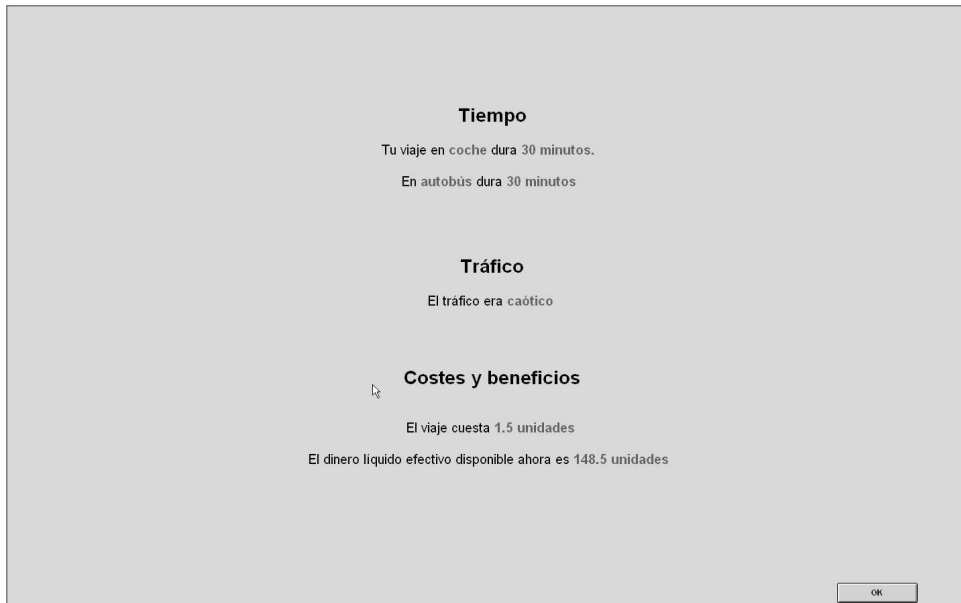 Tiempo
Tu viaje en coche dura 30 minutos.
En autobús dura 30 minutos
Tráfico
El tráfico era caótico
Costes y beneficios
El viaje cuesta 1.5 unidades
El dinero líquido efectivo disponible ahora es 148.5 unidades
OK